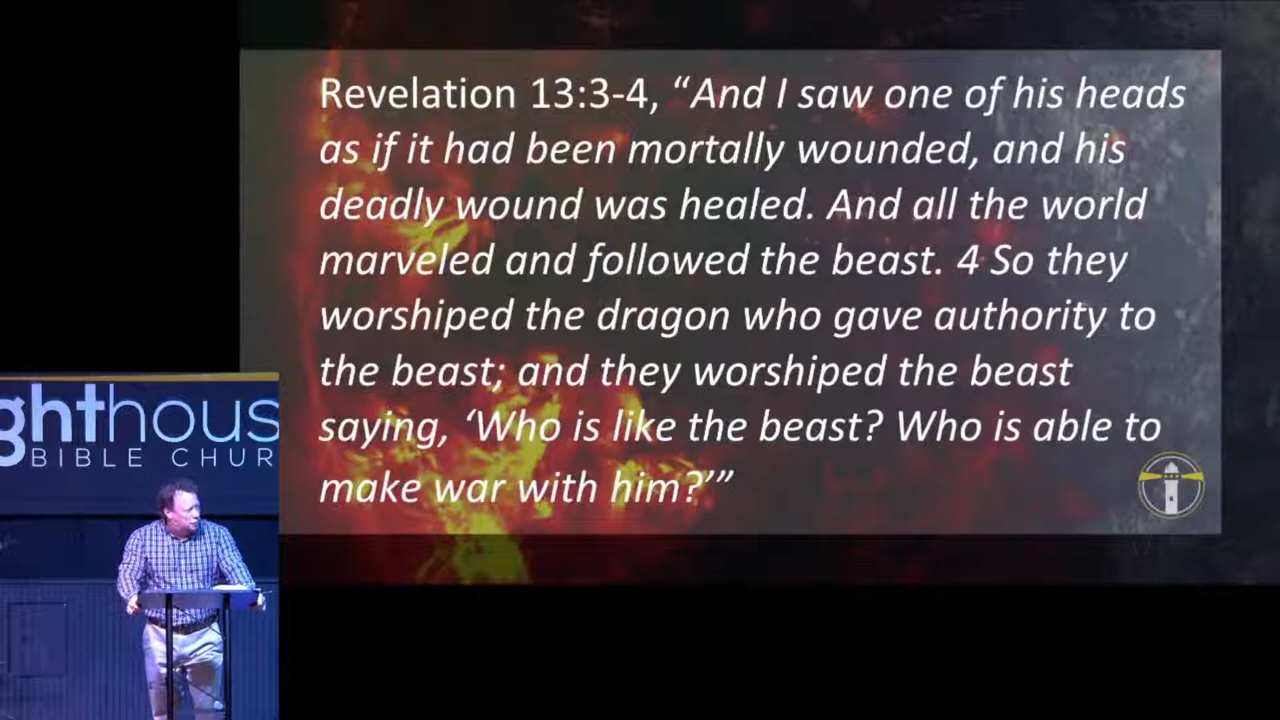 Revelation 13:3-4, “And I saw one of his heads
as if it had been mortally wounded, and his
deadly wound was healed. And all the world
marveled and followed the beast. 4 So they
worshiped the dragon who gave authority to
the beast; and they worshiped the beast
saying, ‘Who is like the beast? Who is able to
make war with him?’”
ghthous
BIBLE CHUR